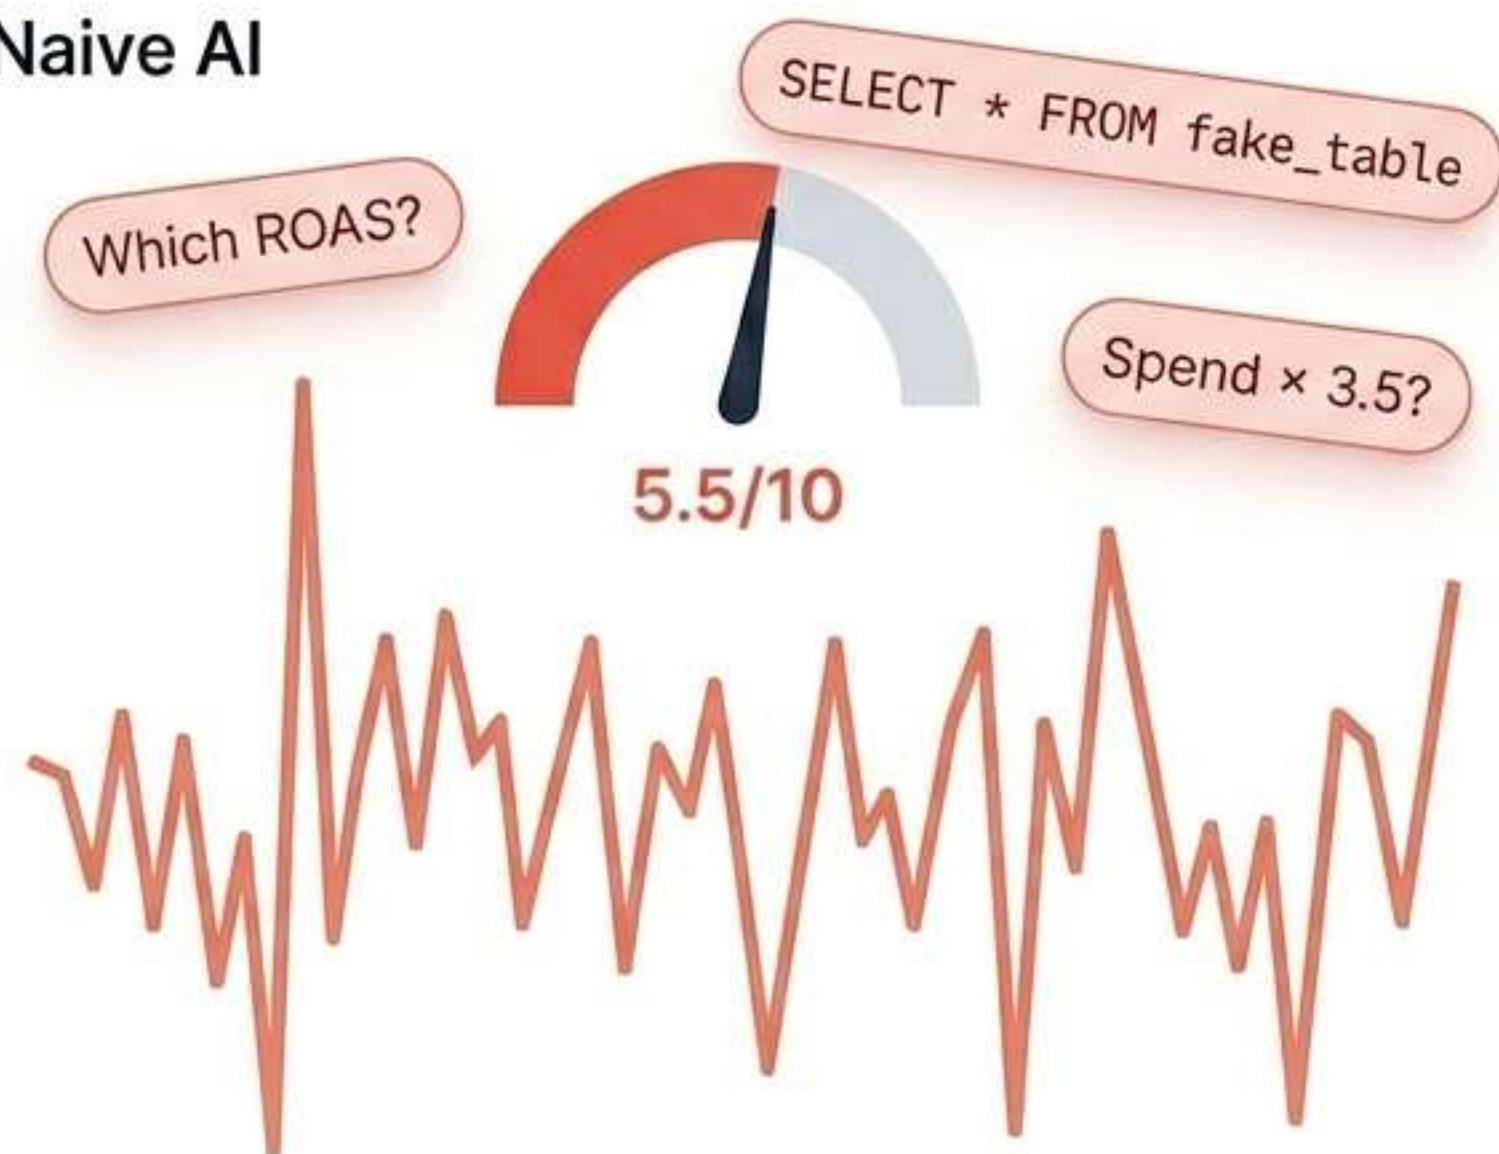 Naive AI
SELECT * FROM fake_table
Which ROAS?
Spend × 3.5?
5.5/10